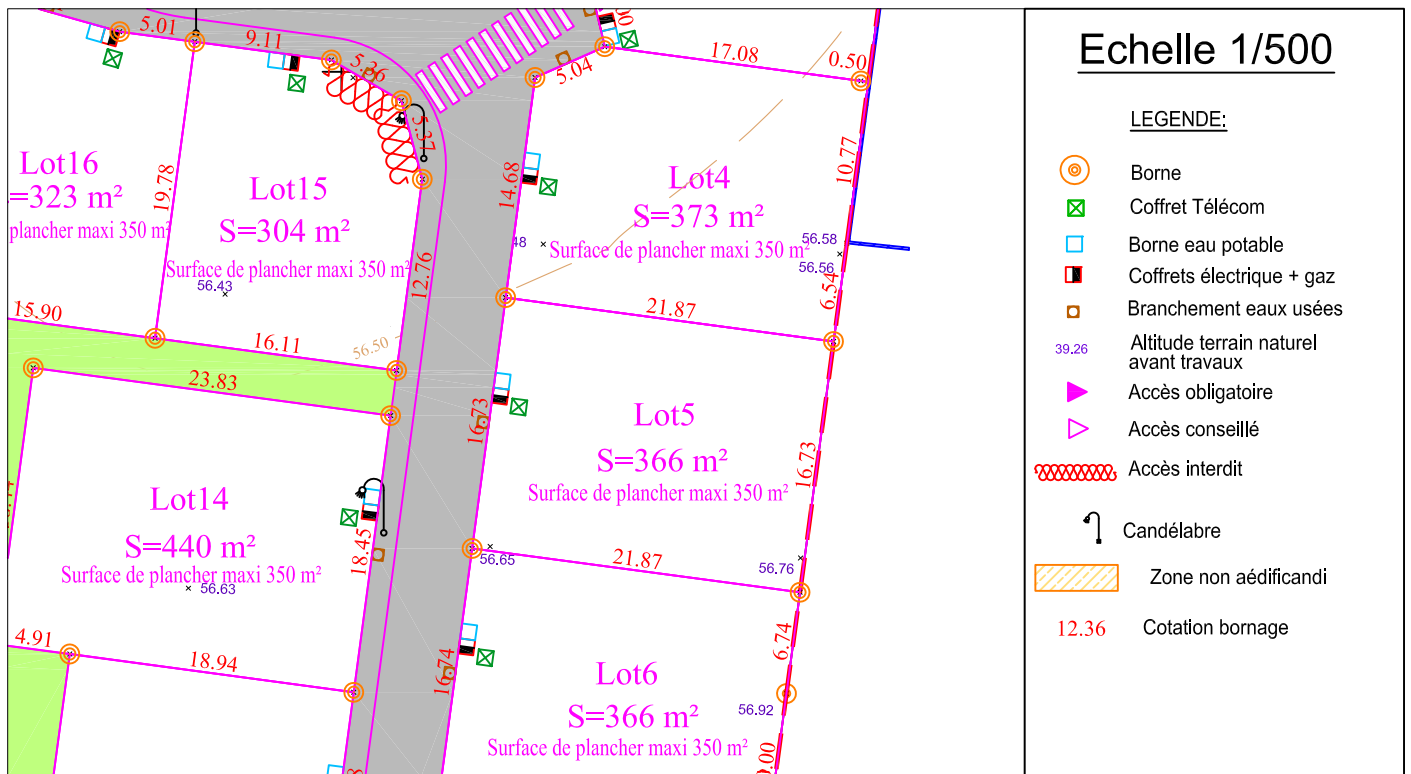 5.01
9.11
5.36
5.37
5.04
17.08
0.50
10.77
Lot16
=323 m²
plancher maxi 350 m²
19.78
Lot15
S=304 m²
Surface de plancher maxi 350 m²
56.43
12.76
14.68
Lot4
S=373 m²
Surface de plancher maxi 350 m²
48
56.58
56.56
6.54
15.90
16.11
56.50
21.87
23.83
16.73
Lot5
S=366 m²
Surface de plancher maxi 350 m²
16.73
Lot14
S=440 m²
Surface de plancher maxi 350 m²
56.63
18.45
56.65
21.87
56.76
4.91
18.94
16.74
Lot6
S=366 m²
Surface de plancher maxi 350 m²
6.74
56.92
Echelle 1/500
LEGENDE:
Borne
Coffret Télécom
Borne eau potable
Coffrets électrique + gaz
Branchement eaux usées
39.26
Altitude terrain naturel
avant travaux
Accès obligatoire
Accès conseillé
Accès interdit
Candélabre
Zone non aédificandi
12.36
Cotation bornage